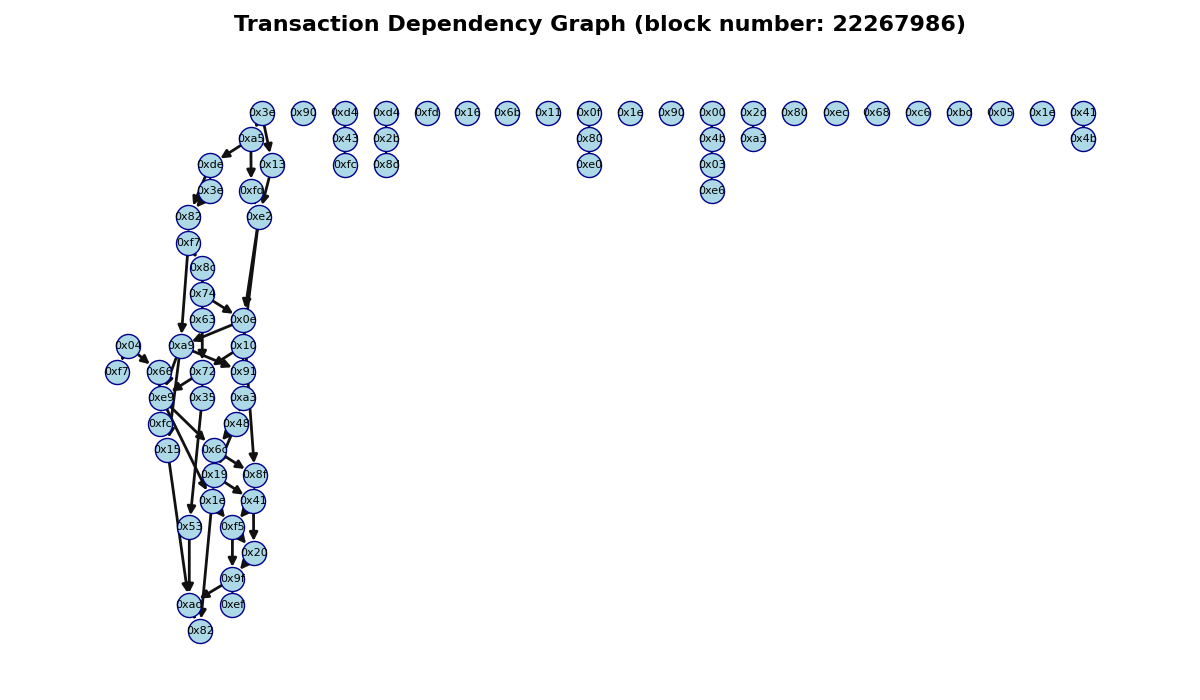 Transaction Dependency Graph (block number: 22267986)
0x3e 0x90 0xd4 0xd4 0xfd 0x16 0x6b 0x11 0x0f 0x1e 0x90 0x00 0x2d 0x80 0xec 0x68 0xc6 0xbd 0x05 0x1e 0x41
0xa5 0x43 0x2b 0x80 0x4b 0xa3 0x4b
0xde 0x13 0xfc 0x8d 0xe0 0x03
0x3e 0xfd 0xe6
0x82 0xe2
0xf7
0x8c
0x74
0x63 0x0e
0x04 0xa9 0x10
0xf7 0x66 0x72 0x91
0xe9 0x35 0xa3
0xfc 0x48
0x15 0x6c
0x19 0x8f
0x1e 0x41
0x53 0xf5
0x20
0x9f
0xad 0xef
0x82